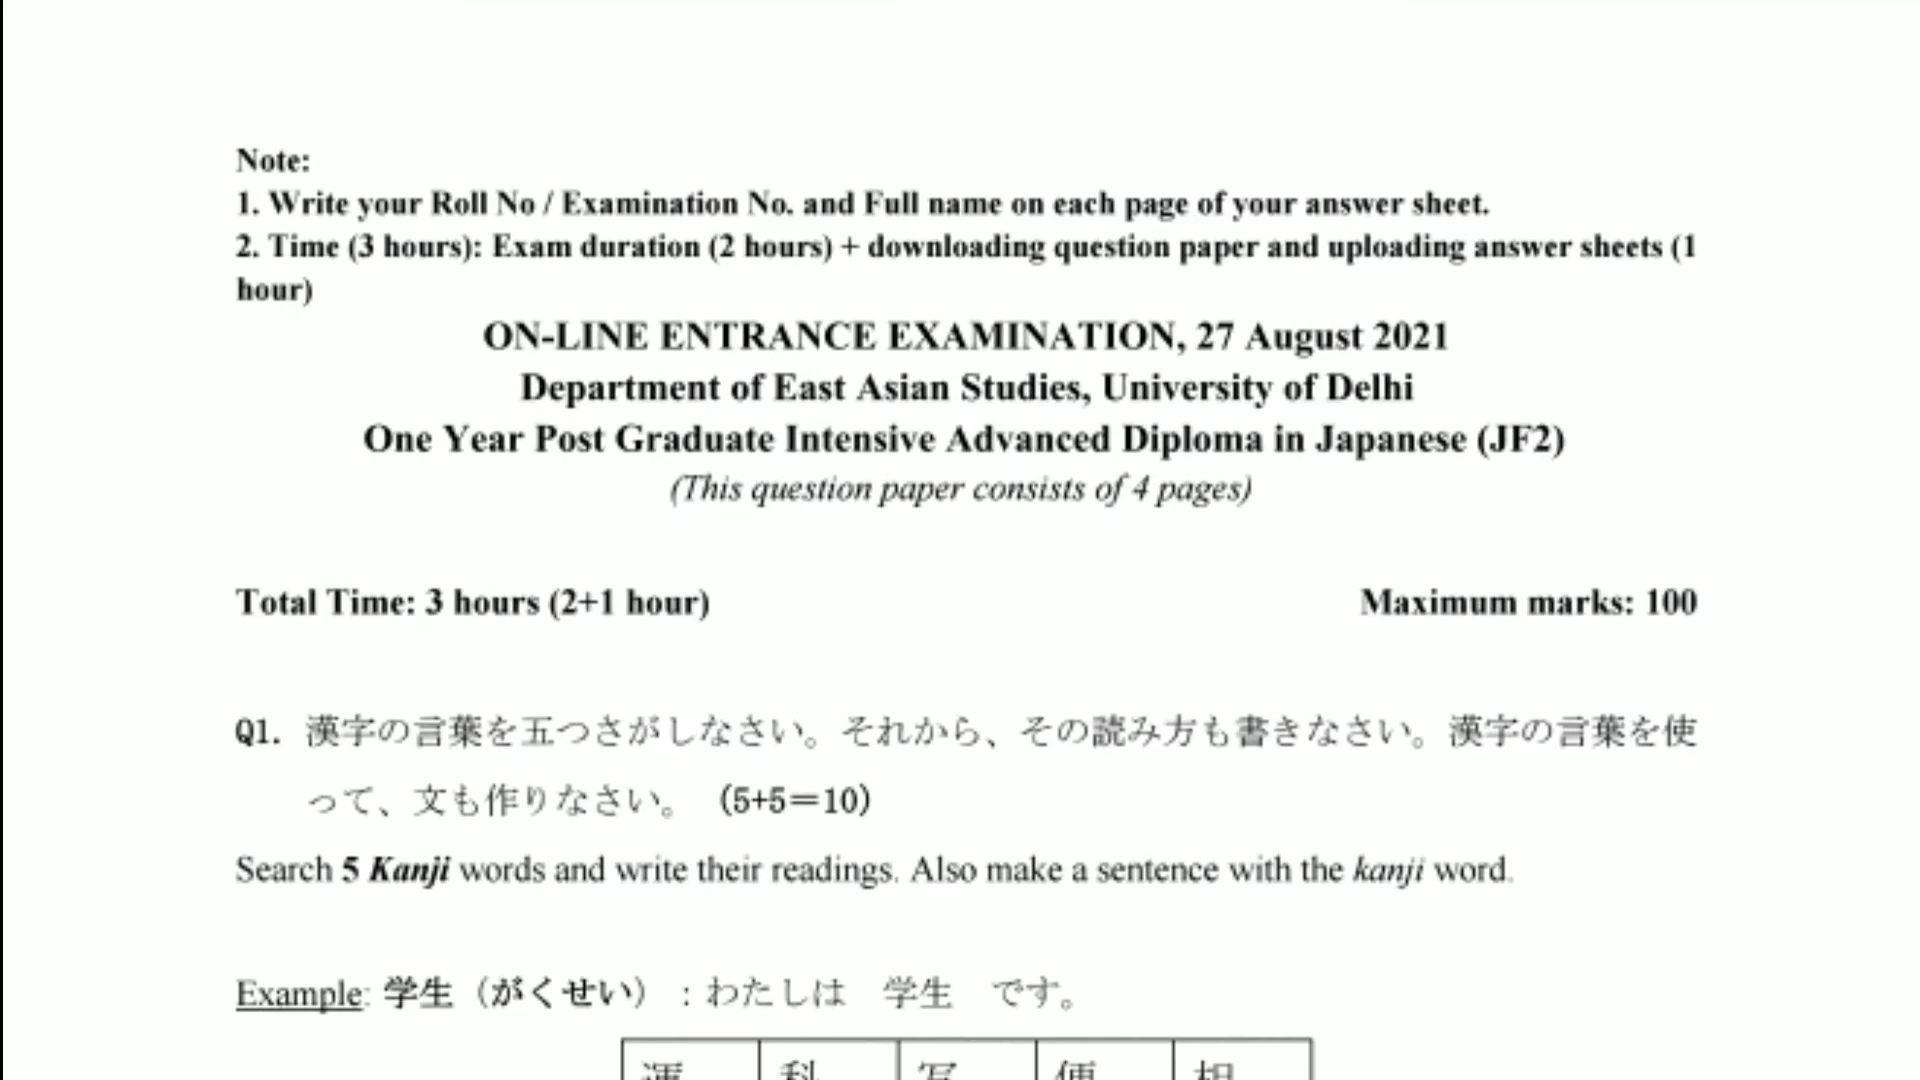 Note:
1. Write your Roll No / Examination No. and Full name on each page of your answer sheet.
2. Time (3 hours): Exam duration (2 hours) + downloading question paper and uploading answer sheets (1
hour)
ON-LINE ENTRANCE EXAMINATION, 27 August 2021
Department of East Asian Studies, University of Delhi
One Year Post Graduate Intensive Advanced Diploma in Japanese (JF2)
(This question paper consists of 4 pages)
Total Time: 3 hours (2+1 hour) Maximum marks: 100
Q1. 漢字の言葉を五つさがしなさい。それから、その読み方も書きなさい。漢字の言葉を使
って、文も作りなさい。 (5+5=10)
Search 5 Kanji words and write their readings. Also make a sentence with the kanji word.
Example: 学生（がくせい）：わたしは 学生 です。